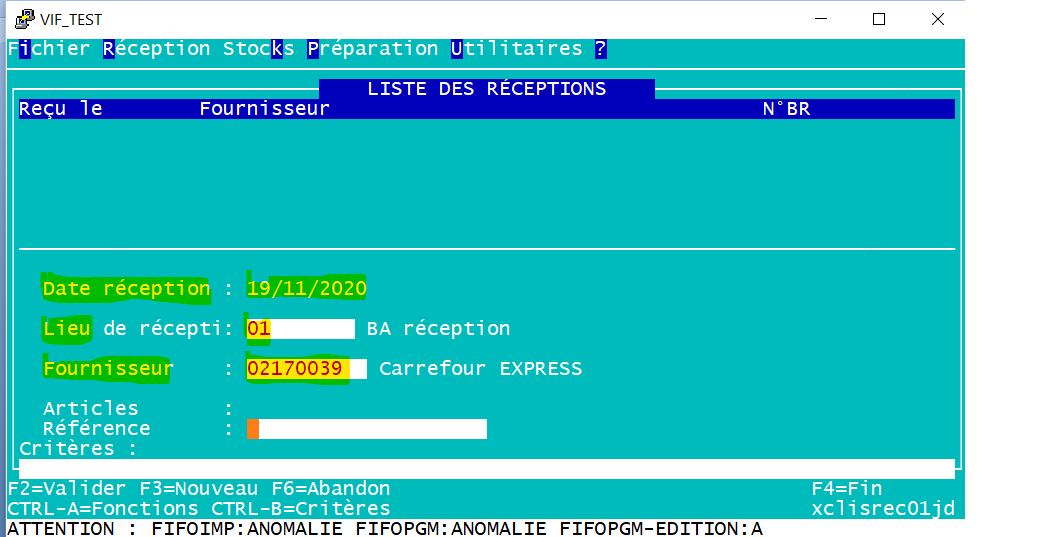 VIF_TEST
Fichier Réception Stocks Préparation Utilitaires ?
LISTE DES RÉCEPTIONS
Reçu le Fournisseur N°BR
Date réception : 19/11/2020
Lieu de récepti: 01 BA réception
Fournisseur : 02170039 Carrefour EXPRESS
Articles :
Référence :
Critères :
F2=Valider F3=Nouveau F6=Abandon F4=Fin
CTRL-A=Fonctions CTRL-B=Critères xclisrec01jd
ATTENTION : FIFOIMP:ANOMALIE FIFOPGM:ANOMALIE FIFOPGM-EDITION:A